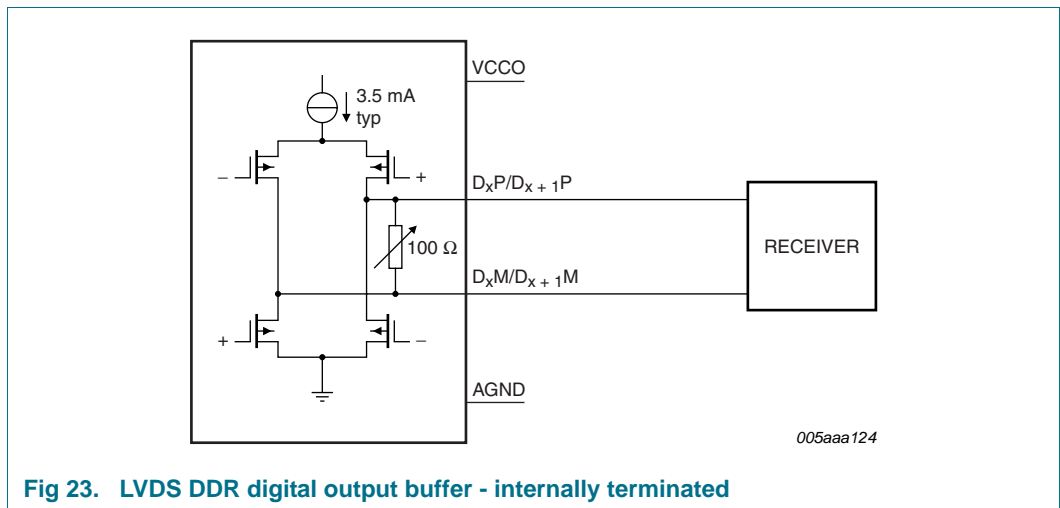 VCCO
3.5 mA
typ
−
+
DxP/Dx + 1P
100 Ω
RECEIVER
DxM/Dx + 1M
+
−
AGND
005aaa124
Fig 23. LVDS DDR digital output buffer - internally terminated